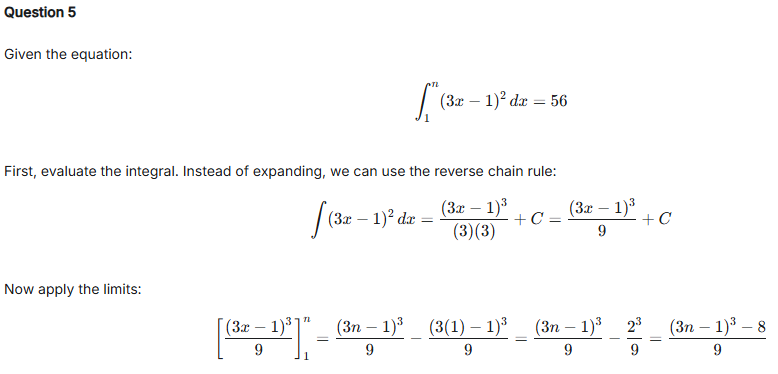 Question 5
Given the equation:
$$\int_{1}^{n} (3x - 1)^2 \, dx = 56$$
First, evaluate the integral. Instead of expanding, we can use the reverse chain rule:
$$\int (3x - 1)^2 \, dx = \frac{(3x - 1)^3}{(3)(3)} + C = \frac{(3x - 1)^3}{9} + C$$
Now apply the limits:
$$\left[ \frac{(3x - 1)^3}{9} \right]_{1}^{n} = \frac{(3n - 1)^3}{9} - \frac{(3(1) - 1)^3}{9} = \frac{(3n - 1)^3}{9} - \frac{2^3}{9} = \frac{(3n - 1)^3 - 8}{9}$$